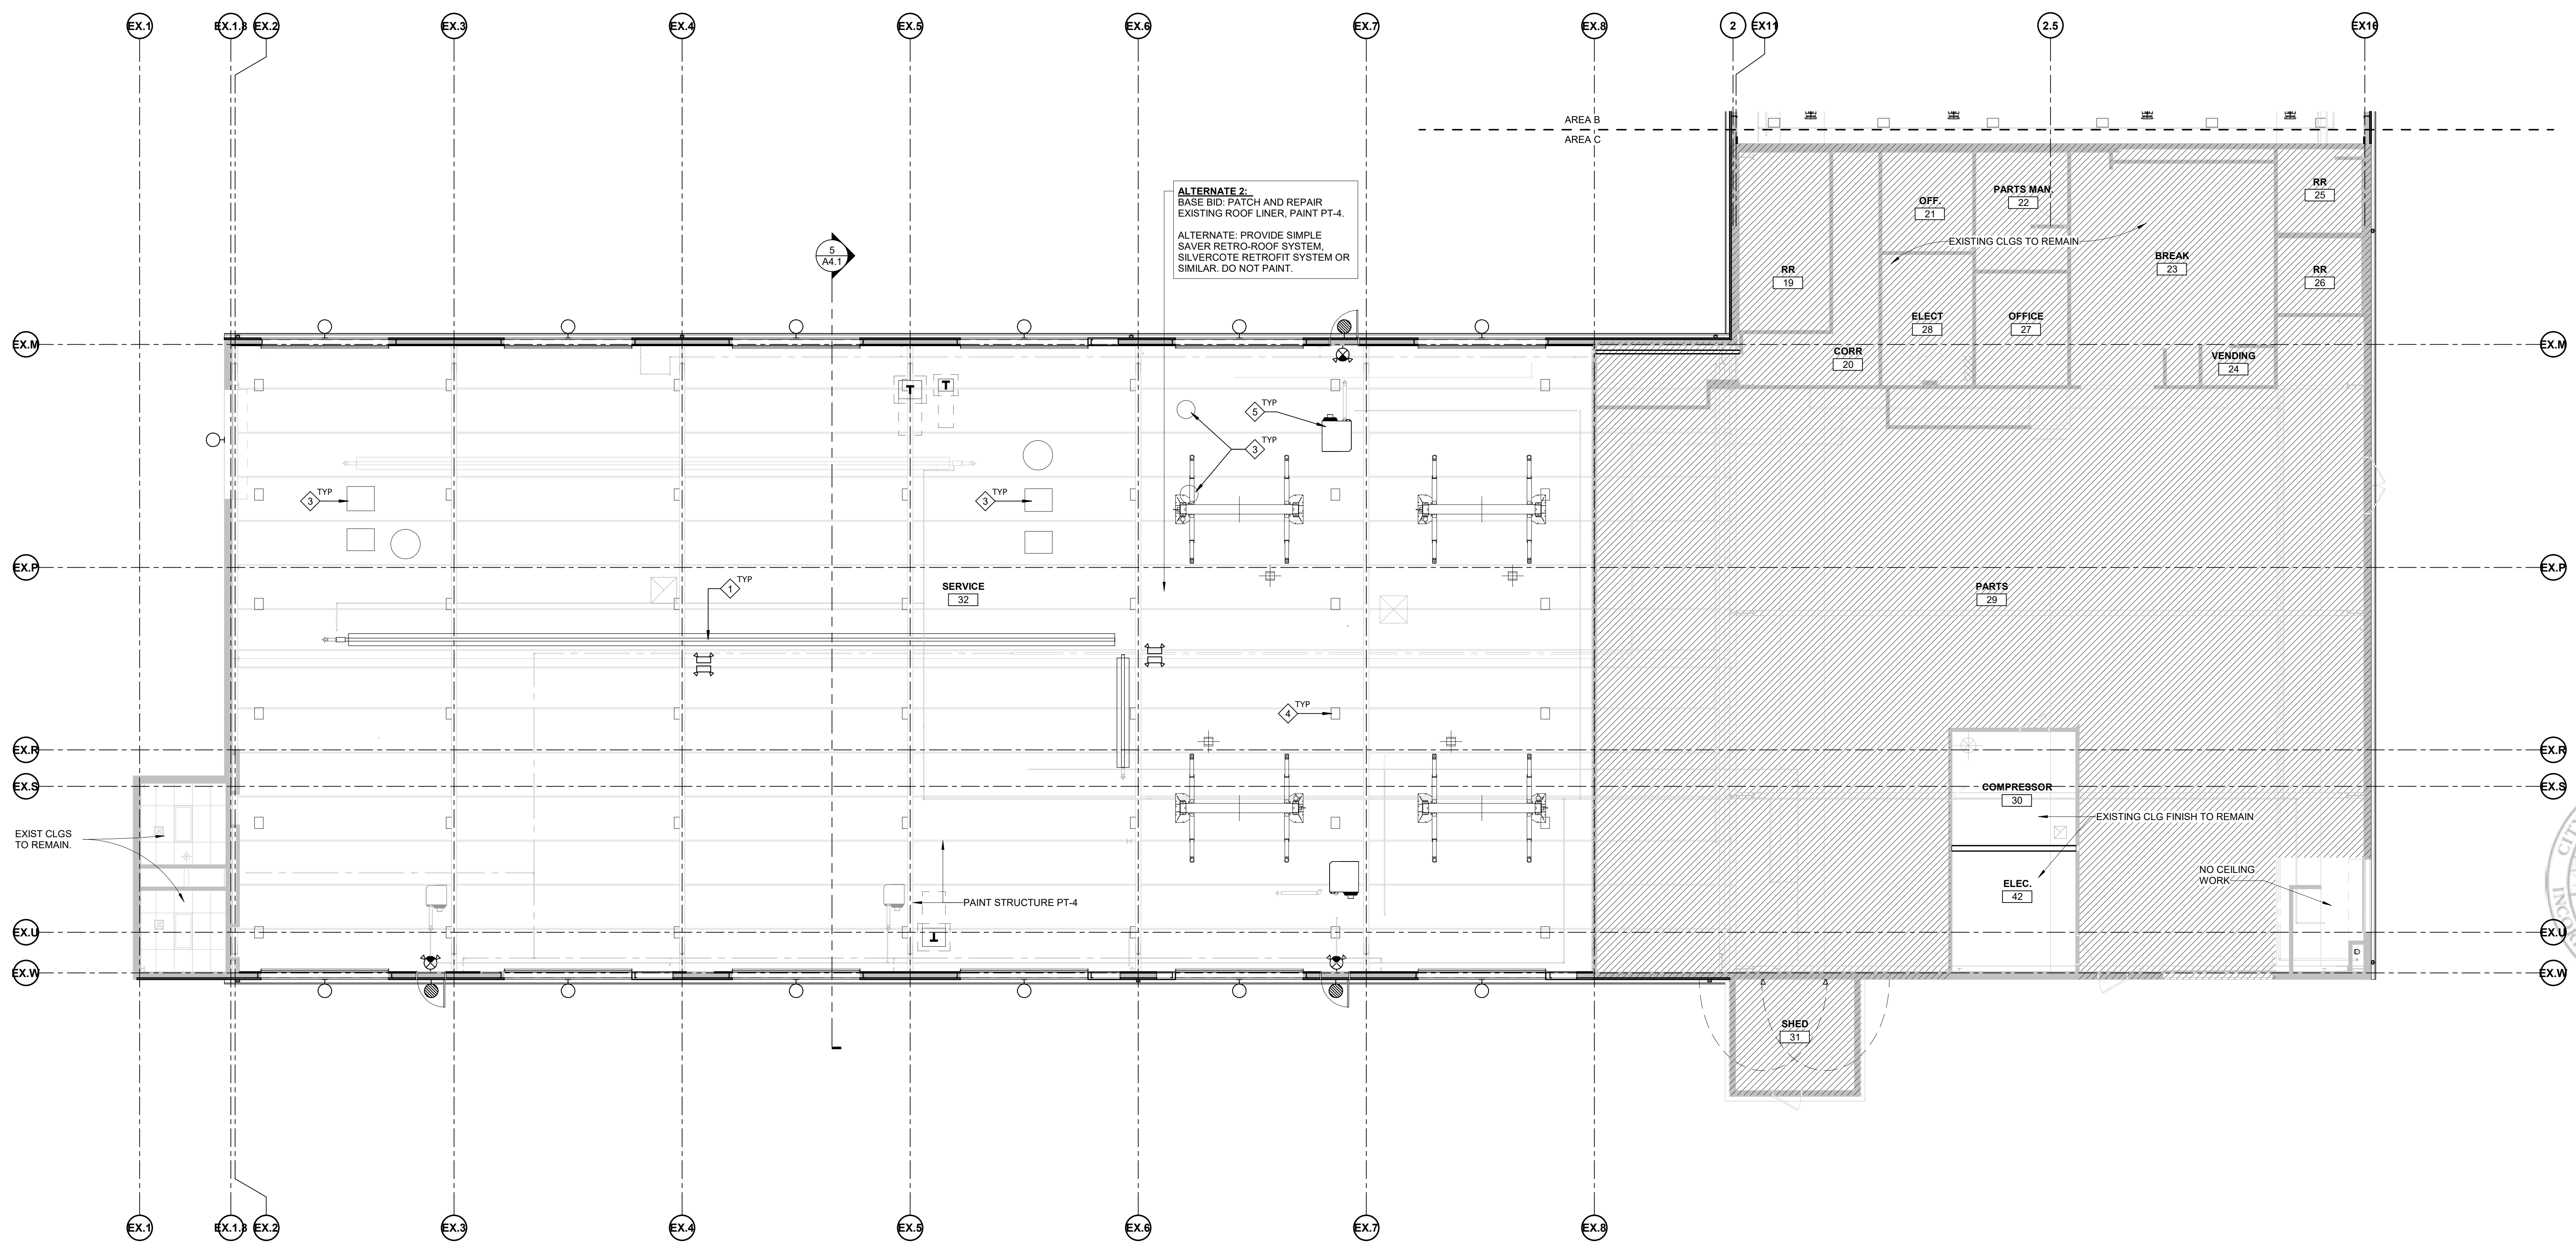 EX.1
EX.1.8
EX.2
EX.3
EX.4
EX.5
EX.6
EX.7
EX.8
2
EX11
2.5
EX16
AREA B
AREA C
ALTERNATE 2:
BASE BID: PATCH AND REPAIR
EXISTING ROOF LINER, PAINT PT-4.
ALTERNATE: PROVIDE SIMPLE
SAVER RETRO-ROOF SYSTEM,
SILVERCOTE RETROFIT SYSTEM OR
SIMILAR. DO NOT PAINT.
5
A4.1
RR
19
CORR
20
OFF.
21
PARTS MAN.
22
EXISTING CLGS TO REMAIN
BREAK
23
RR
25
RR
26
ELECT
28
OFFICE
27
VENDING
24
EX.M
EX.M
T
T
5
TYP
3
TYP
3
TYP
3
TYP
EX.P
EX.P
1
TYP
SERVICE
32
PARTS
29
4
TYP
EX.R
EX.R
EX.S
EX.S
COMPRESSOR
30
EXISTING CLG FINISH TO REMAIN
EXIST CLGS
TO REMAIN.
ELEC.
42
NO CEILING
WORK
PAINT STRUCTURE PT-4
T
EX.U
EX.U
EX.W
EX.W
SHED
31
EX.1
EX.1.8
EX.2
EX.3
EX.4
EX.5
EX.6
EX.7
EX.8